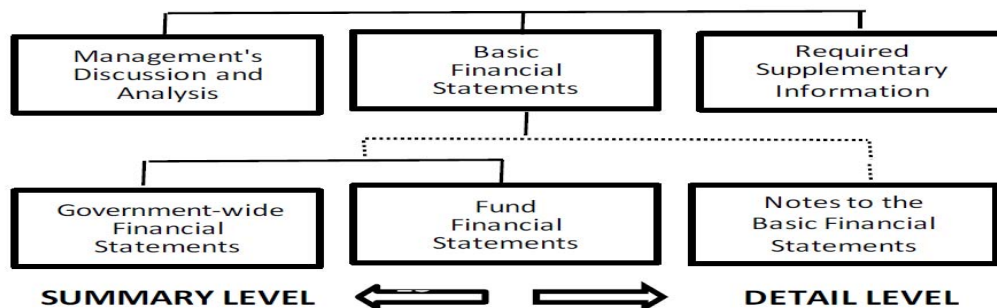 Management's
Discussion and
Analysis
Basic
Financial
Statements
Required
Supplementary
Information
Government-wide
Financial
Statements
Fund
Financial
Statements
Notes to the
Basic Financial
Statements
SUMMARY LEVEL
DETAIL LEVEL